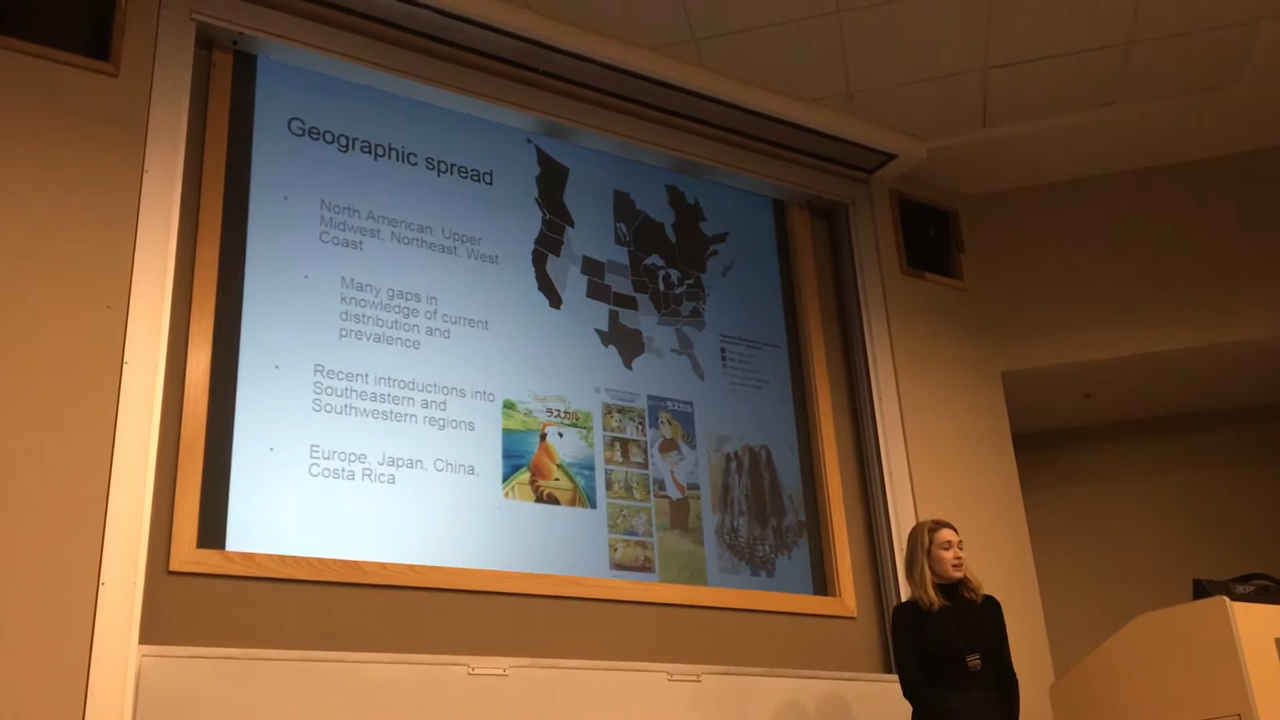 Geographic spread
North American: Upper
Midwest, Northeast, West
Coast
Many gaps in
knowledge of current
distribution and
prevalence
Recent introductions into
Southeastern and
Southwestern regions
Europe, Japan, China,
Costa Rica
ラスカル
ラスカル